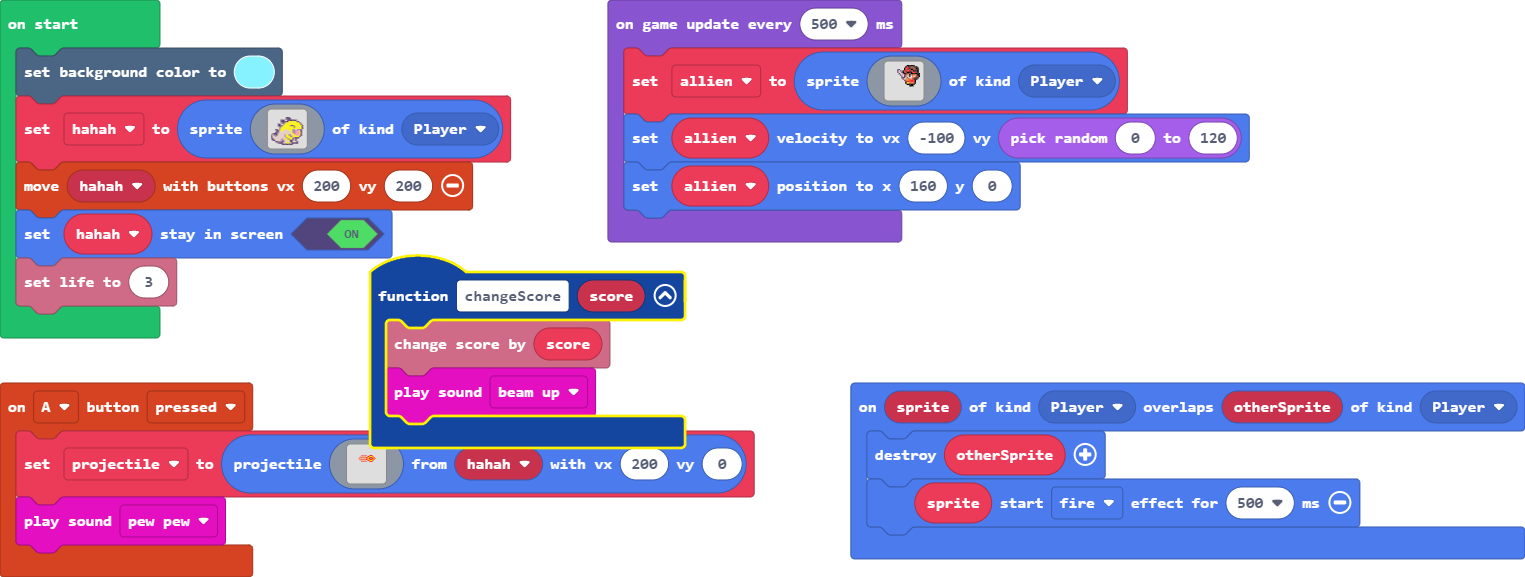 on start
set background color to
set hahah to sprite of kind Player
move hahah with buttons vx 200 vy 200
set hahah stay in screen ON
set life to 3
on game update every 500 ms
set allien to sprite of kind Player
set allien velocity to vx -100 vy pick random 0 to 120
set allien position to x 160 y 0
function changeScore score
change score by score
play sound beam up
on A button pressed
set projectile to projectile from hahah with vx 200 vy 0
play sound pew pew
on sprite of kind Player overlaps otherSprite of kind Player
destroy otherSprite
sprite start fire effect for 500 ms